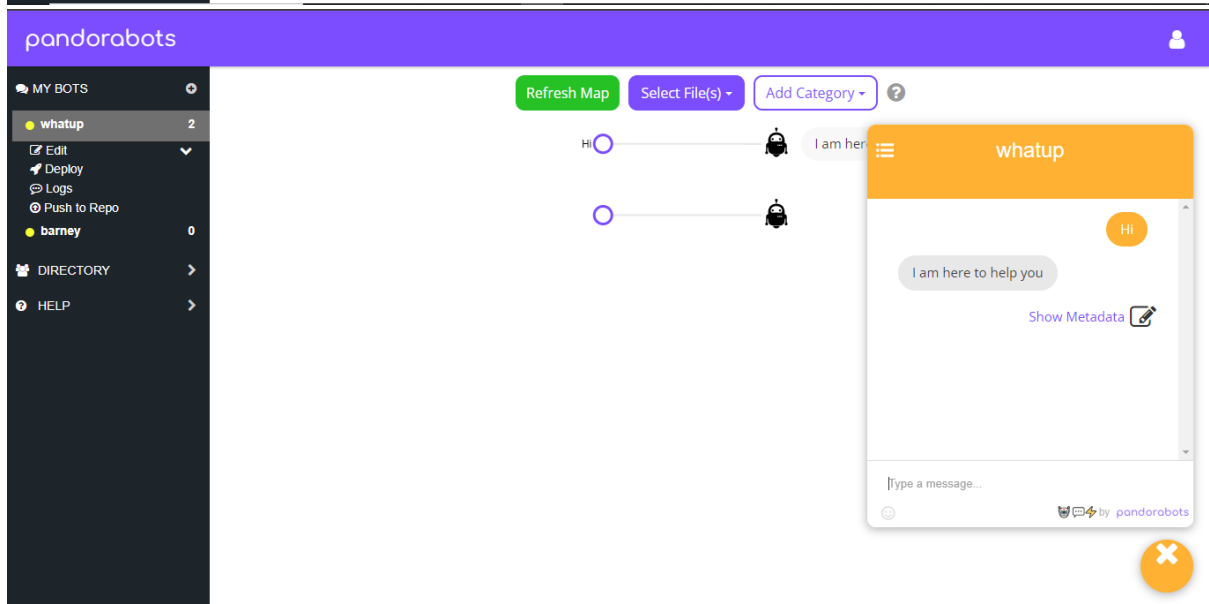 pandorabots
MY BOTS
whatup 2
Edit
Deploy
Logs
Push to Repo
barney 0
DIRECTORY
HELP
Refresh Map Select File(s) Add Category
Hi I am her
whatup
Hi
I am here to help you
Show Metadata
Type a message...
by pandorabots